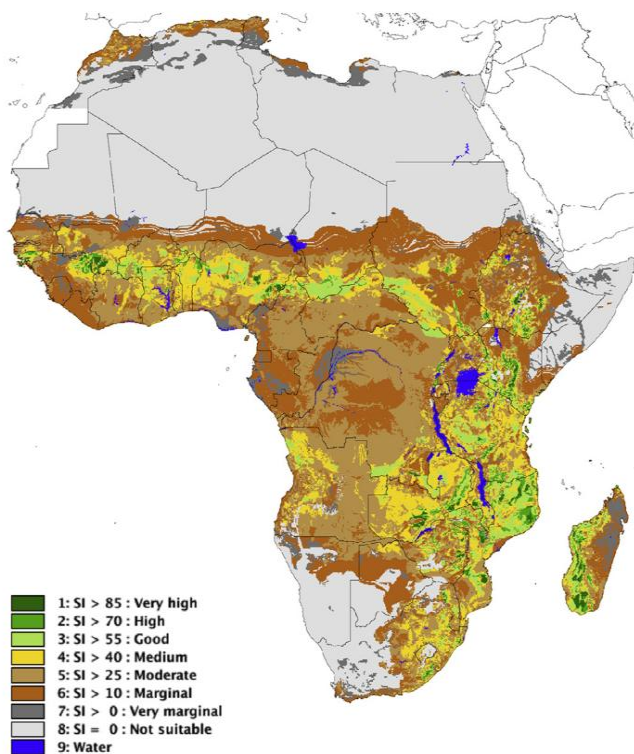 1: SI > 85 : Very high
2: SI > 70 : High
3: SI > 55 : Good
4: SI > 40 : Medium
5: SI > 25 : Moderate
6: SI > 10 : Marginal
7: SI > 0 : Very marginal
8: SI = 0 : Not suitable
9: Water